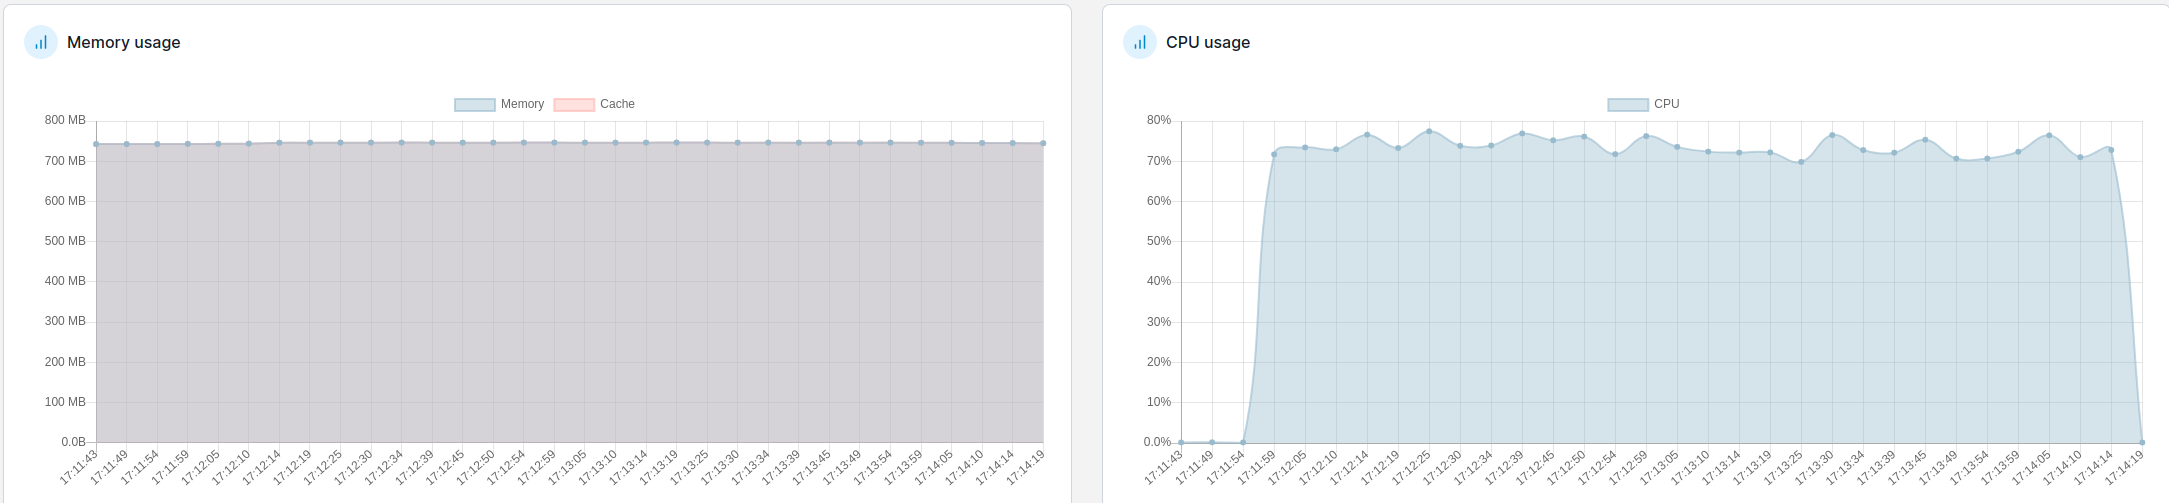 Memory usage
Memory Cache
800 MB
700 MB
600 MB
500 MB
400 MB
300 MB
200 MB
100 MB
0.0B
17:11:43 17:11:49 17:11:54 17:11:59 17:12:05 17:12:10 17:12:14 17:12:19 17:12:25 17:12:30 17:12:34 17:12:39 17:12:45 17:12:50 17:12:54 17:12:59 17:13:05 17:13:10 17:13:14 17:13:19 17:13:25 17:13:30 17:13:34 17:13:39 17:13:45 17:13:49 17:13:54 17:13:59 17:14:05 17:14:10 17:14:14 17:14:19
CPU usage
CPU
80%
70%
60%
50%
40%
30%
20%
10%
0.0%
17:11:43 17:11:49 17:11:54 17:11:59 17:12:05 17:12:10 17:12:14 17:12:19 17:12:25 17:12:30 17:12:34 17:12:39 17:12:45 17:12:50 17:12:54 17:12:59 17:13:05 17:13:10 17:13:14 17:13:19 17:13:25 17:13:30 17:13:34 17:13:39 17:13:45 17:13:49 17:13:54 17:13:59 17:14:05 17:14:10 17:14:14 17:14:19